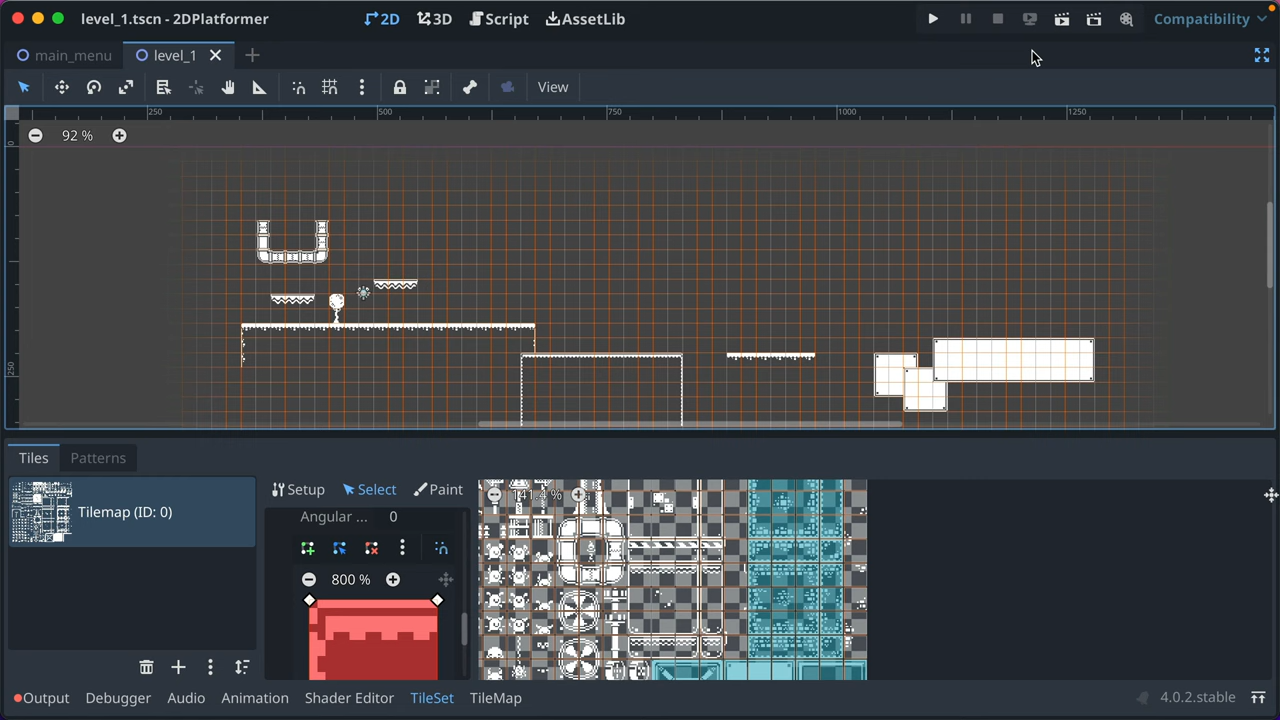 level_1.tscn - 2DPlatformer
2D
3D
Script
AssetLib
Compatibility
main_menu
level_1
View
250
500
750
1000
1250
92 %
0
250
Tiles
Patterns
Tilemap (ID: 0)
Setup
Select
Paint
Angular ...
0
800 %
141.4 %
Output
Debugger
Audio
Animation
Shader Editor
TileSet
TileMap
4.0.2.stable